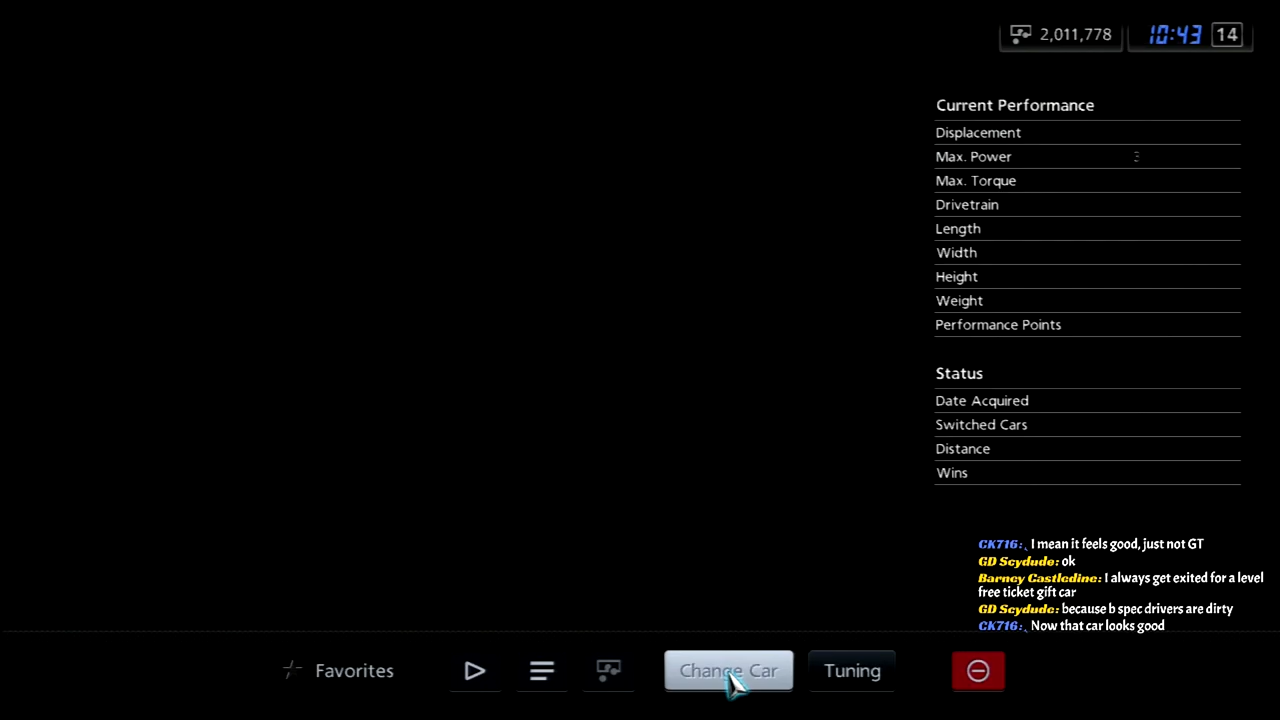 2,011,778
10:43 14
Current Performance
Displacement
Max. Power 3
Max. Torque
Drivetrain
Length
Width
Height
Weight
Performance Points
Status
Date Acquired
Switched Cars
Distance
Wins
CK716: I mean it feels good, just not GT
GD Scydude: ok
Barney Castledine: I always get exited for a level
free ticket gift car
GD Scydude: because b spec drivers are dirty
CK716: Now that car looks good
Favorites
Change Car
Tuning